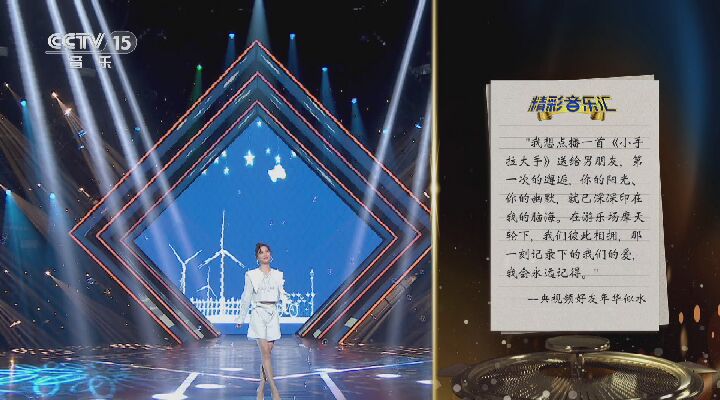 CCTV 15
音乐
精彩音乐汇
"我想点播一首《小手
拉大手》送给男朋友，第
一次的邂逅，你的阳光、
你的幽默，就已深深印在
我的脑海。在游乐场摩天
轮下，我们彼此相拥，那
一刻记录下的我们的爱，
我会永远记得。"
--央视频好友年华似水